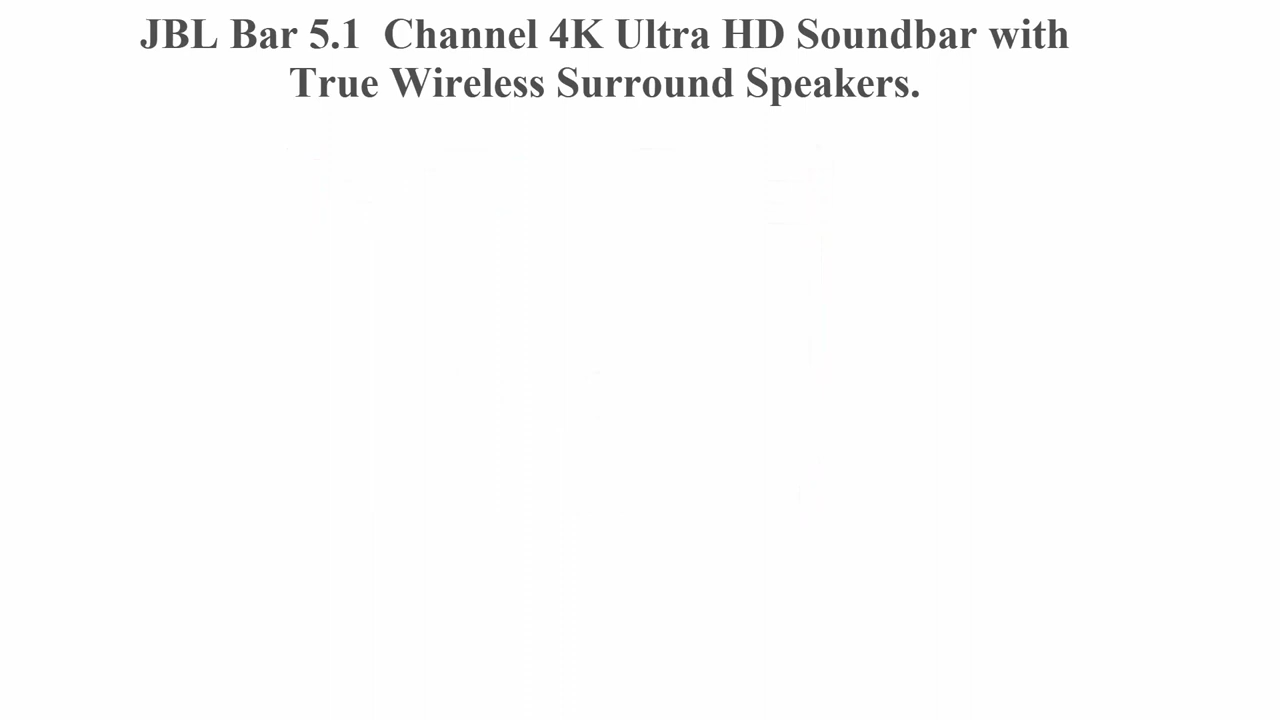 JBL Bar 5.1  Channel 4K Ultra HD Soundbar with
True Wireless Surround Speakers.